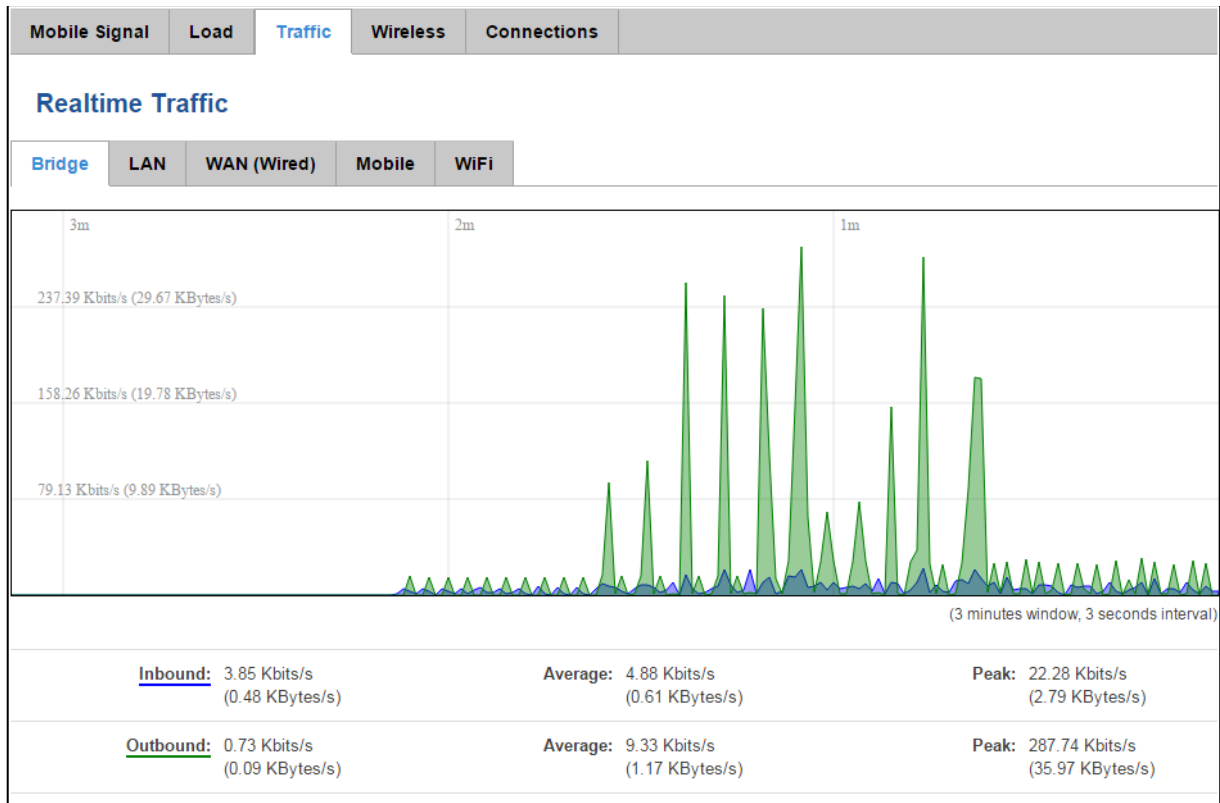 Mobile Signal Load Traffic Wireless Connections
Realtime Traffic
Bridge LAN WAN (Wired) Mobile WiFi
3m 2m 1m
237.39 Kbits/s (29.67 KBytes/s)
158.26 Kbits/s (19.78 KBytes/s)
79.13 Kbits/s (9.89 KBytes/s)
(3 minutes window, 3 seconds interval)
Inbound: 3.85 Kbits/s Average: 4.88 Kbits/s Peak: 22.28 Kbits/s
(0.48 KBytes/s) (0.61 KBytes/s) (2.79 KBytes/s)
Outbound: 0.73 Kbits/s Average: 9.33 Kbits/s Peak: 287.74 Kbits/s
(0.09 KBytes/s) (1.17 KBytes/s) (35.97 KBytes/s)